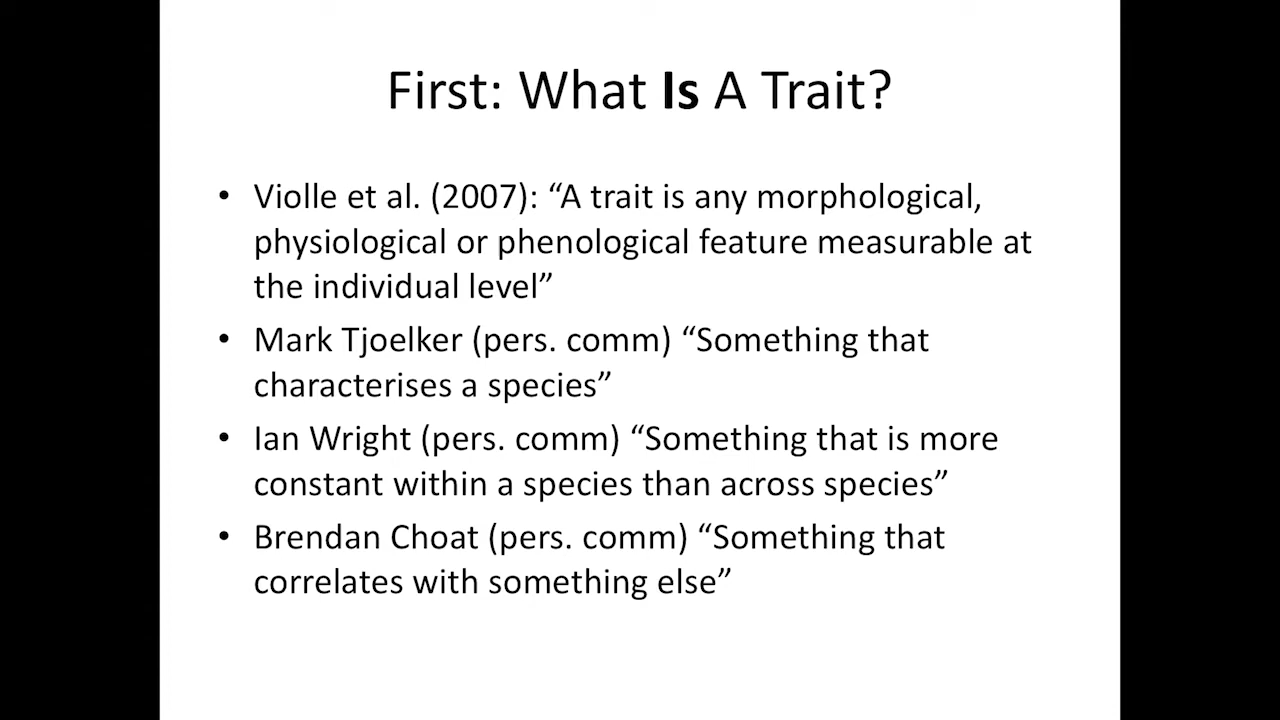 First: What Is A Trait?
• Violle et al. (2007): “A trait is any morphological,
physiological or phenological feature measurable at
the individual level”
• Mark Tjoelker (pers. comm) “Something that
characterises a species”
• Ian Wright (pers. comm) “Something that is more
constant within a species than across species”
• Brendan Choat (pers. comm) “Something that
correlates with something else”